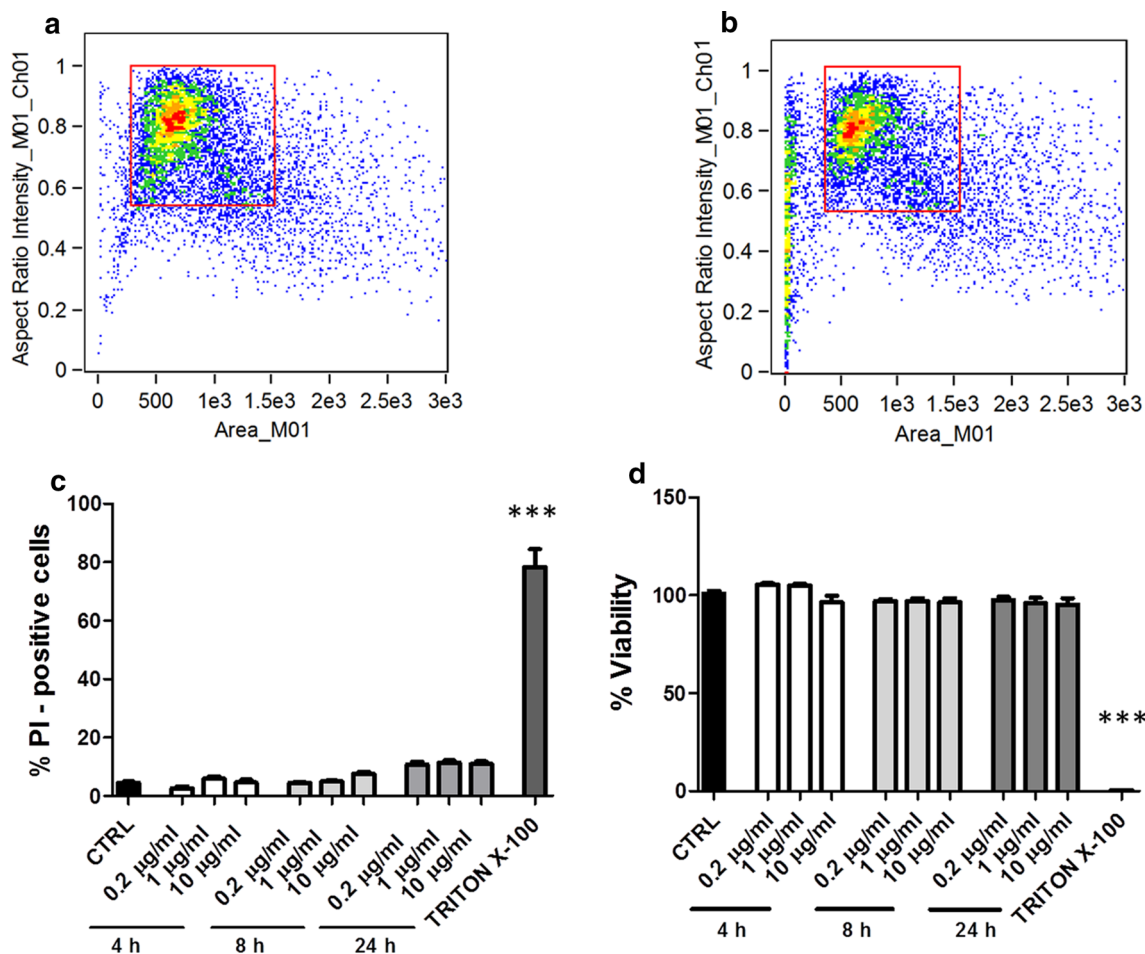 a
Aspect Ratio Intensity_M01_Ch01
1
0.8
0.6
0.4
0.2
0
0 500 1e3 1.5e3 2e3 2.5e3 3e3
Area_M01
b
Aspect Ratio Intensity_M01_Ch01
1
0.8
0.6
0.4
0.2
0
0 500 1e3 1.5e3 2e3 2.5e3 3e3
Area_M01
c
% PI - positive cells
100
80
60
40
20
0
***
CTRL
0.2 µg/ml
1 µg/ml
10 µg/ml
0.2 µg/ml
1 µg/ml
10 µg/ml
0.2 µg/ml
1 µg/ml
10 µg/ml
TRITON X-100
4 h 8 h 24 h
d
% Viability
150
100
50
0
***
CTRL
0.2 µg/ml
1 µg/ml
10 µg/ml
0.2 µg/ml
1 µg/ml
10 µg/ml
0.2 µg/ml
1 µg/ml
10 µg/ml
TRITON X-100
4 h 8 h 24 h